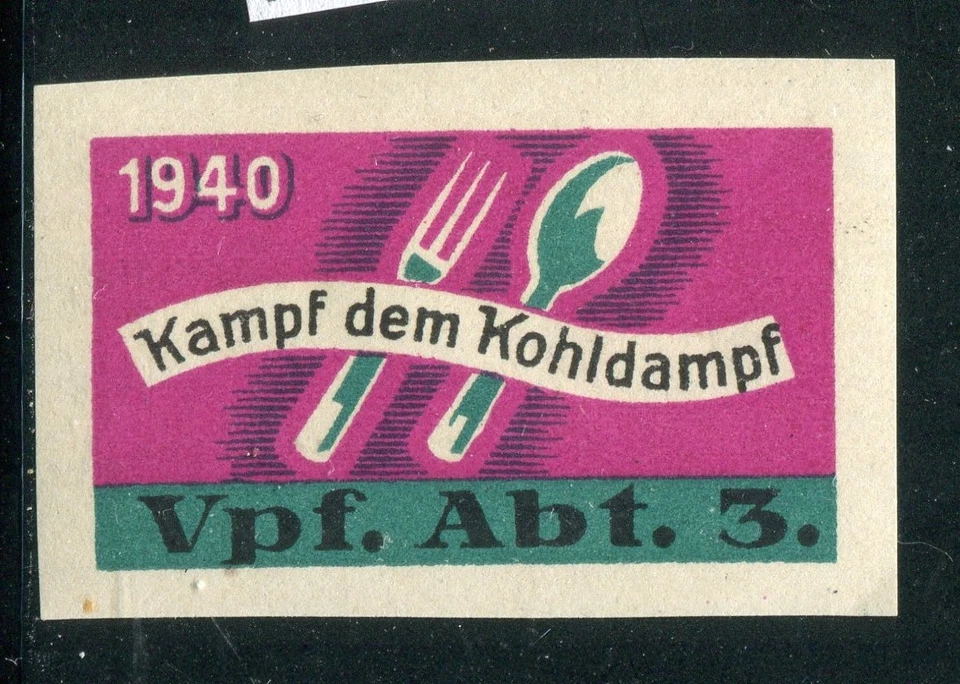 1940
Kampf dem Kohldampf
Vpf. Abt. 3.